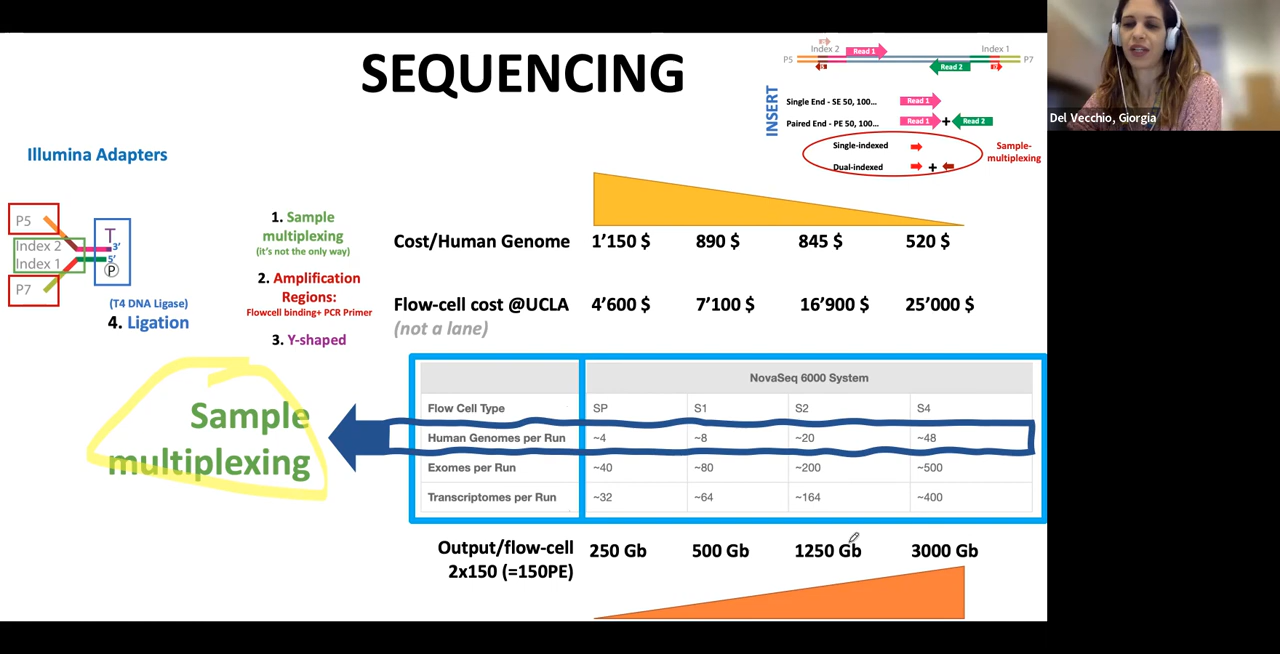 SEQUENCING
Index 2
Read 1
Index 1
P5
P7
Read 2
INSERT
Single End - SE 50, 100...
Read 1
Paired End - PE 50, 100...
Read 1
+
Read 2
Single-indexed
Dual-indexed
+
Sample-
multiplexing
Del Vecchio, Giorgia
Illumina Adapters
P5
Index 2
Index 1
P7
T
3'
5'
P
(T4 DNA Ligase)
4. Ligation
1. Sample
multiplexing
(it's not the only way)
2. Amplification
Regions:
Flowcell binding+ PCR Primer
3. Y-shaped
Cost/Human Genome 1'150 $ 890 $ 845 $ 520 $
Flow-cell cost @UCLA 4'600 $ 7'100 $ 16'900 $ 25'000 $
(not a lane)
NovaSeq 6000 System
Flow Cell Type SP S1 S2 S4
Human Genomes per Run ~4 ~8 ~20 ~48
Exomes per Run ~40 ~80 ~200 ~500
Transcriptomes per Run ~32 ~64 ~164 ~400
Sample
multiplexing
Output/flow-cell 250 Gb 500 Gb 1250 Gb 3000 Gb
2x150 (=150PE)